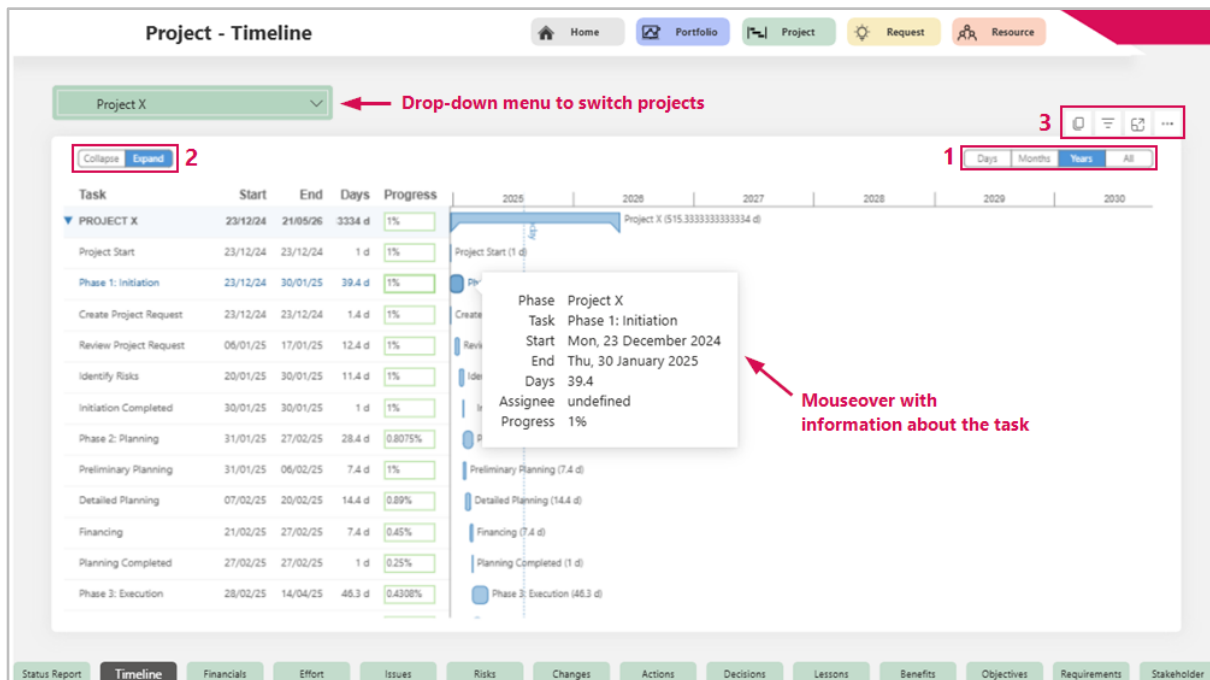 Project - Timeline
Home
Portfolio
Project
Request
Resource
Project X
Drop-down menu to switch projects
3
Collapse Expand 2
1 Days Months Years All
Task Start End Days Progress 2025 2026 2027 2028 2029 2030
PROJECT X 23/12/24 21/05/26 3334 d 1% Project X (515.3333333333334 d)
Project Start 23/12/24 23/12/24 1 d 1% Project Start (1 d)
Phase 1: Initiation 23/12/24 30/01/25 39.4 d 1%
Create Project Request 23/12/24 23/12/24 1.4 d 1% Create
Review Project Request 06/01/25 17/01/25 12.4 d 1%
Identify Risks 20/01/25 30/01/25 11.4 d 1%
Initiation Completed 30/01/25 30/01/25 1 d 1%
Phase 2: Planning 31/01/25 27/02/25 28.4 d 0.8075%
Preliminary Planning 31/01/25 06/02/25 7.4 d 1% Preliminary Planning (7.4 d)
Detailed Planning 07/02/25 20/02/25 14.4 d 0.89% Detailed Planning (14.4 d)
Financing 21/02/25 27/02/25 7.4 d 0.45% Financing (7.4 d)
Planning Completed 27/02/25 27/02/25 1 d 0.25% Planning Completed (1 d)
Phase 3: Execution 28/02/25 14/04/25 46.3 d 0.4308% Phase 3: Execution (46.3 d)
Phase Project X
Task Phase 1: Initiation
Start Mon, 23 December 2024
End Thu, 30 January 2025
Days 39.4
Assignee undefined
Progress 1%
Mouseover with
information about the task
Status Report Timeline Financials Effort Issues Risks Changes Actions Decisions Lessons Benefits Objectives Requirements Stakeholder